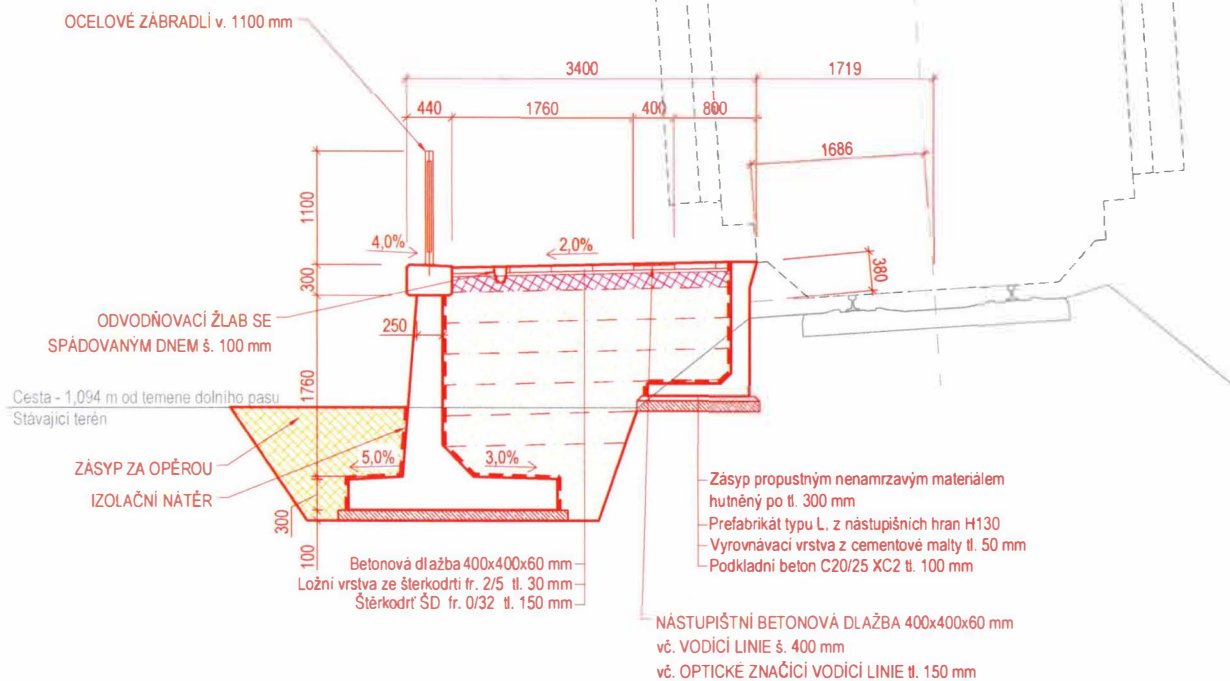 OCELOVÉ ZÁBRADLÍ v. 1100 mm
3400
1719
440
1760
400
800
1686
1100
4,0%
2,0%
300
380
ODVODŇOVACÍ ŽLAB SE
SPÁDOVANÝM DNEM š. 100 mm
250
1760
Cesta - 1,094 m od temene dolního pasu
Stávající terén
ZÁSYP ZA OPĚROU
5,0%
3,0%
IZOLAČNÍ NÁTĚR
300
100
Zásyp propustným nenamrzavým materiálem
hutněný po tl. 300 mm
Prefabrikát typu L, z nástupišních hran H130
Vyrovnávací vrstva z cementové malty tl. 50 mm
Podkladní beton C20/25 XC2 tl. 100 mm
Betonová dlažba 400x400x60 mm
Ložní vrstva ze šterkodrti fr. 2/5 tl. 30 mm
Štěrkodrť ŠD fr. 0/32 tl. 150 mm
NÁSTUPIŠTNÍ BETONOVÁ DLAŽBA 400x400x60 mm
vč. VODÍCÍ LINIE š. 400 mm
vč. OPTICKÉ ZNAČÍCÍ VODÍCÍ LINIE tl. 150 mm